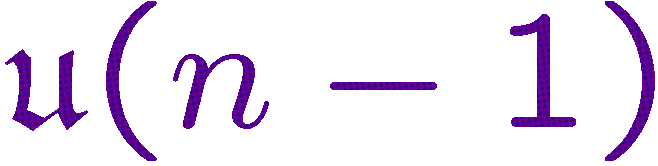 𝔲(n − 1)